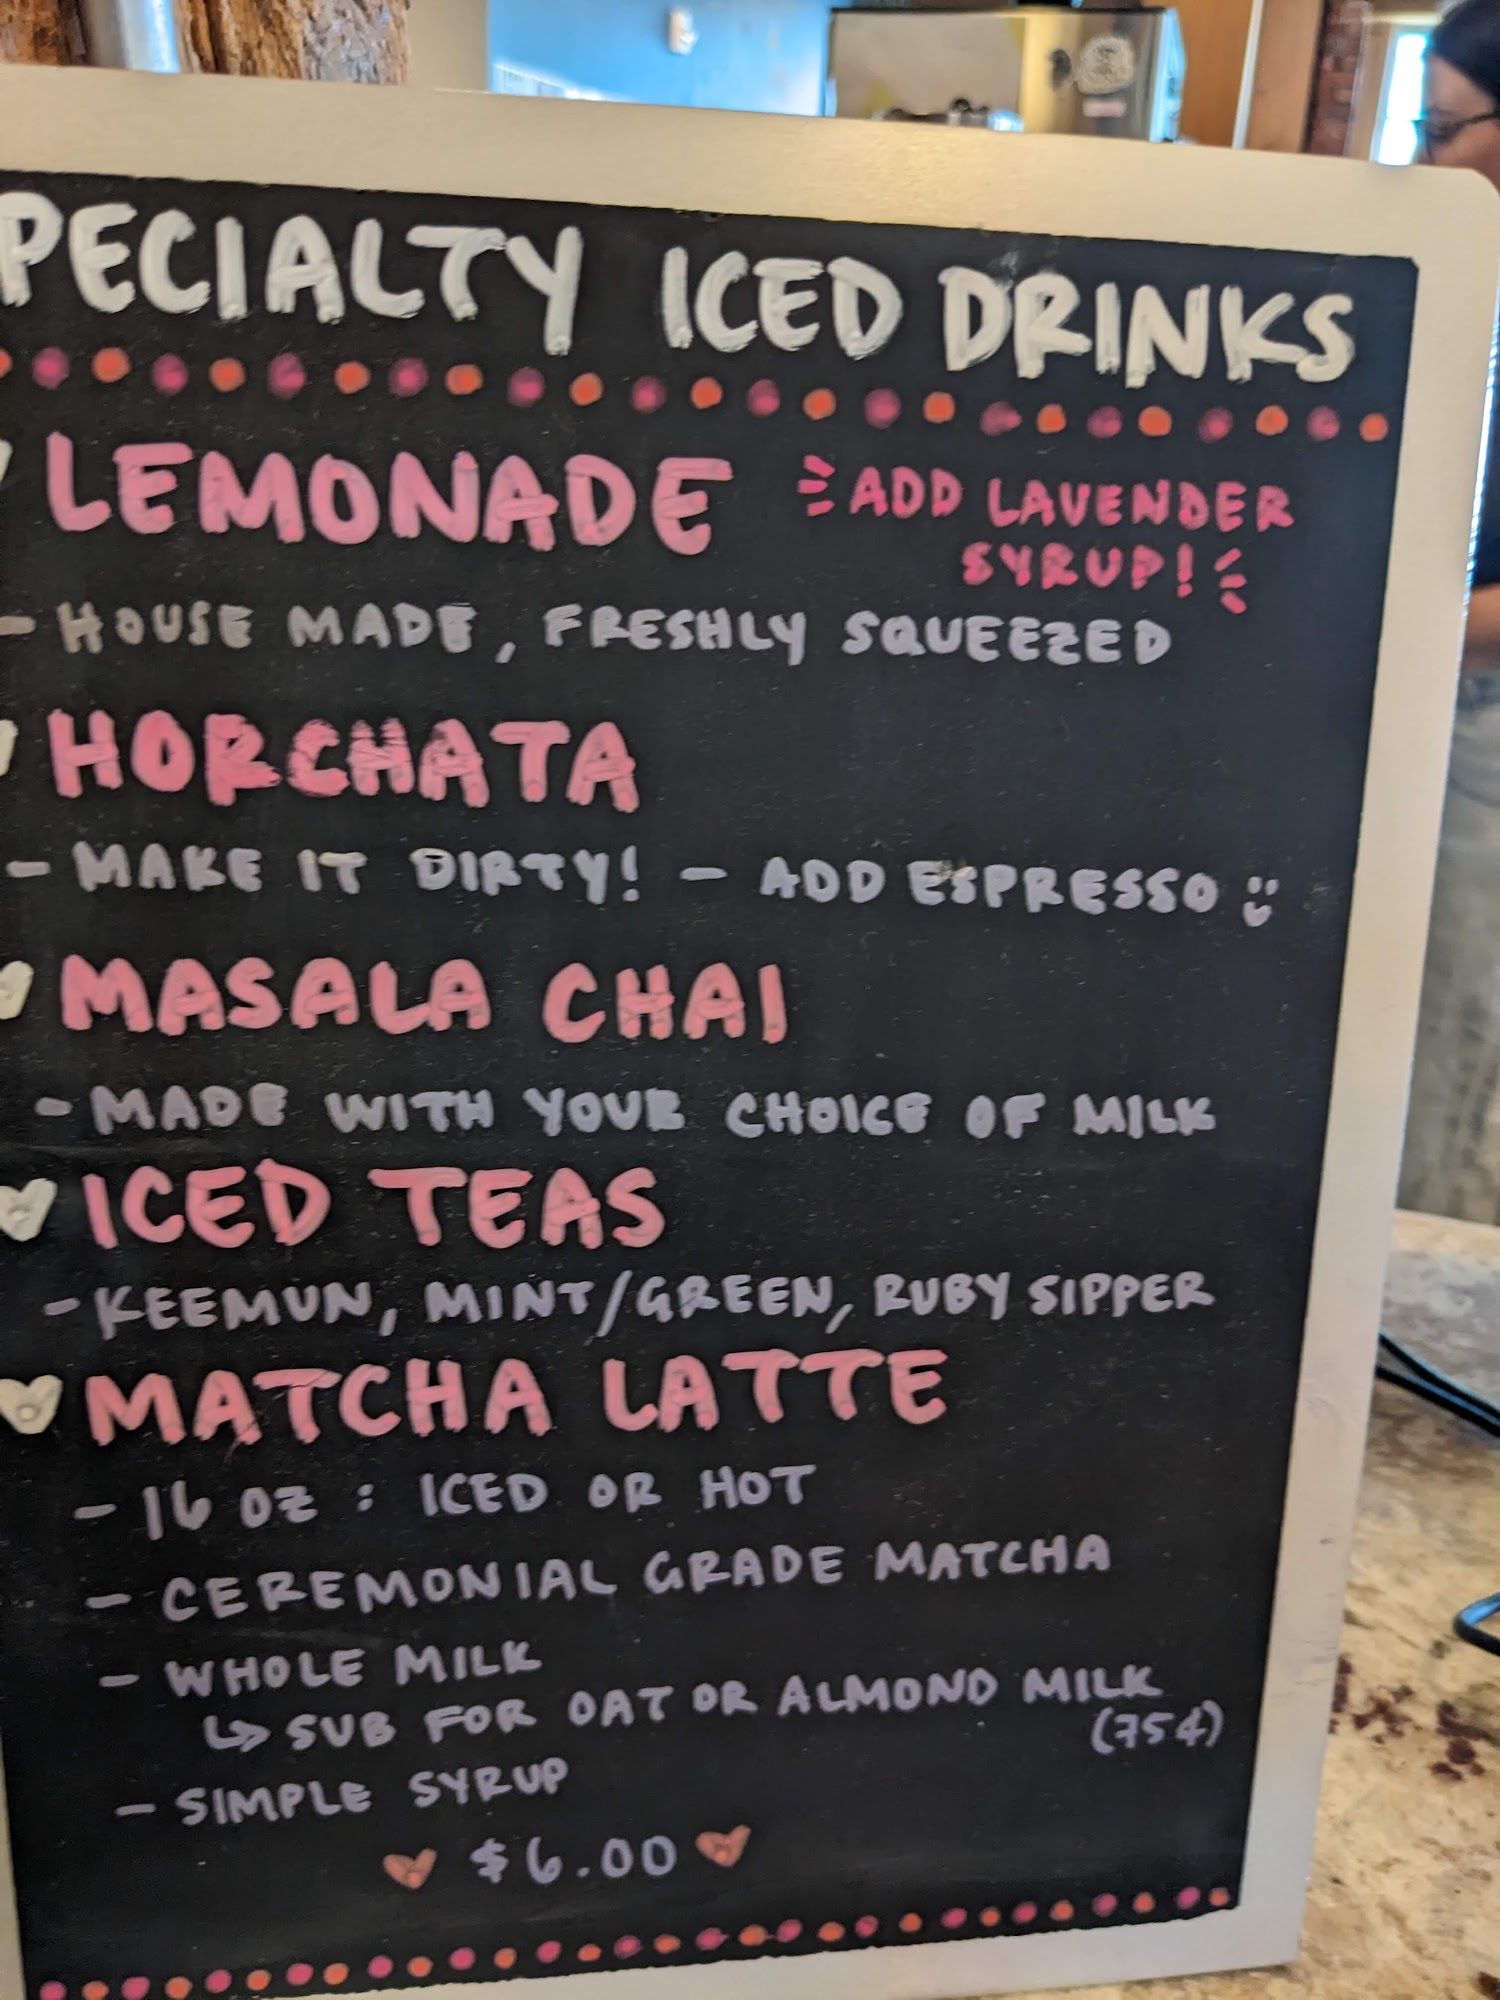 PECIALTY ICED DRINKS
LEMONADE
ADD LAVENDER
SYRUP!
- HOUSE MADE, FRESHLY SQUEEZED
HORCHATA
- MAKE IT DIRTY! - ADD ESPRESSO
MASALA CHAI
- MADE WITH YOUR CHOICE OF MILK
ICED TEAS
- KEEMUN, MINT/GREEN, RUBY SIPPER
MATCHA LATTE
- 16 OZ : ICED OR HOT
- CEREMONIAL GRADE MATCHA
- WHOLE MILK
↳ SUB FOR OAT OR ALMOND MILK
(75¢)
- SIMPLE SYRUP
$6.00